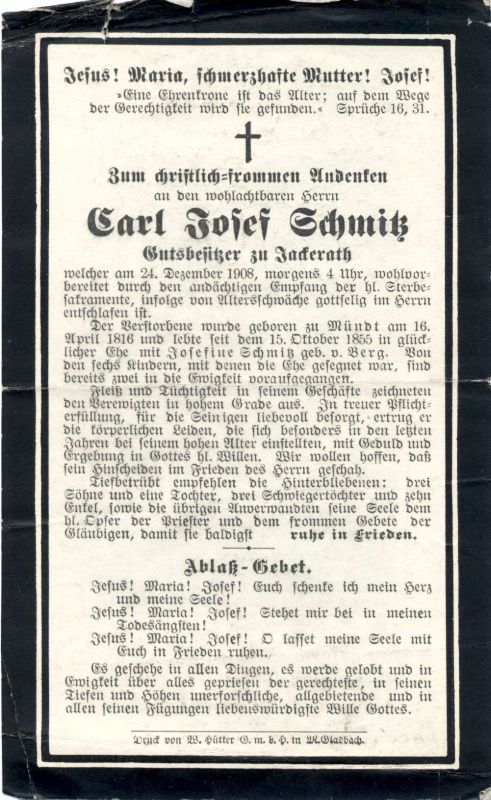 Jesus! Maria, schmerzhafte Mutter! Josef!
»Eine Ehrenkrone ist das Alter; auf dem Wege
der Gerechtigkeit wird sie gefunden.« Sprüche 16, 31.
Zum christlich-frommen Andenken
an den wohlachtbaren Herrn
Carl Josef Schmitz
Gutsbesitzer zu Jackerath
welcher am 24. Dezember 1908, morgens 4 Uhr, wohlvor-
bereitet durch den andächtigen Empfang der hl. Sterbe-
sakramente, infolge von Altersschwäche gottselig im Herrn
entschlafen ist.
Der Verstorbene wurde geboren zu Mündt am 16.
April 1816 und lebte seit dem 15. Oktober 1855 in glück-
licher Ehe mit Josefine Schmitz geb. v. Berg. Von
den sechs Kindern, mit denen die Ehe gesegnet war, sind
bereits zwei in die Ewigkeit voraufgegangen.
Fleiß und Tüchtigkeit in seinem Geschäfte zeichneten
den Verewigten in hohem Grade aus. In treuer Pflicht-
erfüllung, für die Seinigen liebevoll besorgt, ertrug er
die körperlichen Leiden, die sich besonders in den letzten
Jahren bei seinem hohen Alter einstellten, mit Geduld und
Ergebung in Gottes hl. Willen. Wir wollen hoffen, daß
sein Hinscheiden im Frieden des Herrn geschah.
Tiefbetrübt empfehlen die Hinterbliebenen: drei
Söhne und eine Tochter, drei Schwiegertöchter und zehn
Enkel, sowie die übrigen Anverwandten seine Seele dem
hl. Opfer der Priester und dem frommen Gebete der
Gläubigen, damit sie baldigst ruhe in Frieden.
Ablaß-Gebet.
Jesus! Maria! Josef! Euch schenke ich mein Herz
und meine Seele!
Jesus! Maria! Josef! Stehet mir bei in meinen
Todesängsten!
Jesus! Maria! Josef! O lasset meine Seele mit
Euch in Frieden ruhen.
Es geschehe in allen Dingen, es werde gelobt und in
Ewigkeit über alles gepriesen der gerechteste, in seinen
Tiefen und Höhen unerforschliche, allgebietende und in
allen seinen Fügungen liebenswürdigste Wille Gottes.
Druck von W. Hütter G. m. b. H. in M.Gladbach.